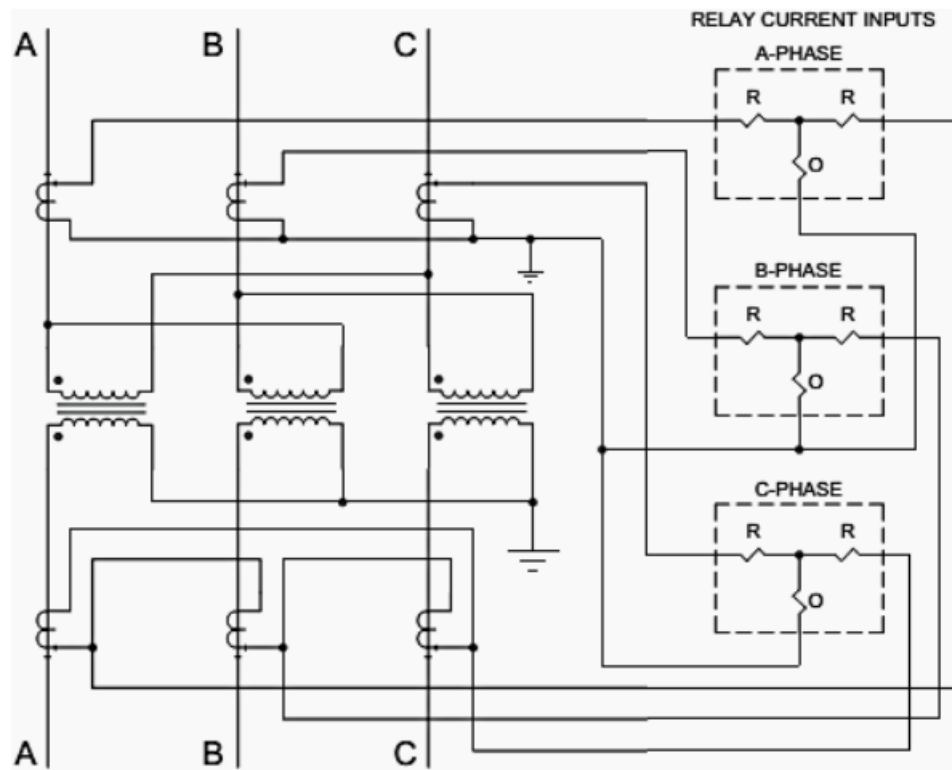 RELAY CURRENT INPUTS
A B C
A-PHASE
R R
O
B-PHASE
R R
O
C-PHASE
R R
O
A B C